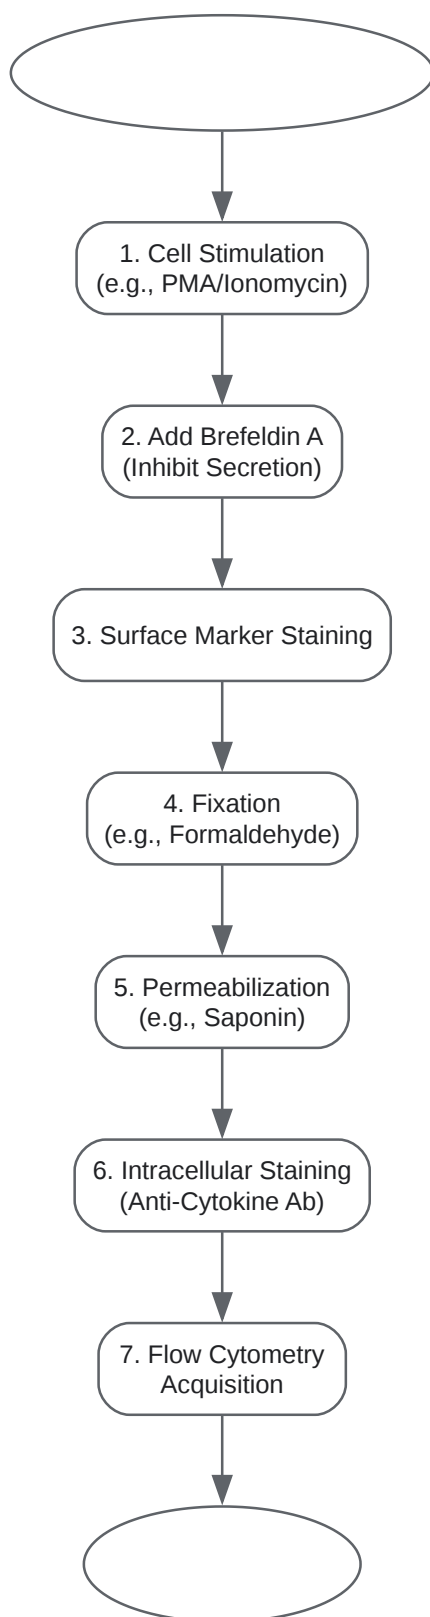 1. Cell Stimulation
(e.g., PMA/Ionomycin)
2. Add Brefeldin A
(Inhibit Secretion)
3. Surface Marker Staining
4. Fixation
(e.g., Formaldehyde)
5. Permeabilization
(e.g., Saponin)
6. Intracellular Staining
(Anti-Cytokine Ab)
7. Flow Cytometry
Acquisition